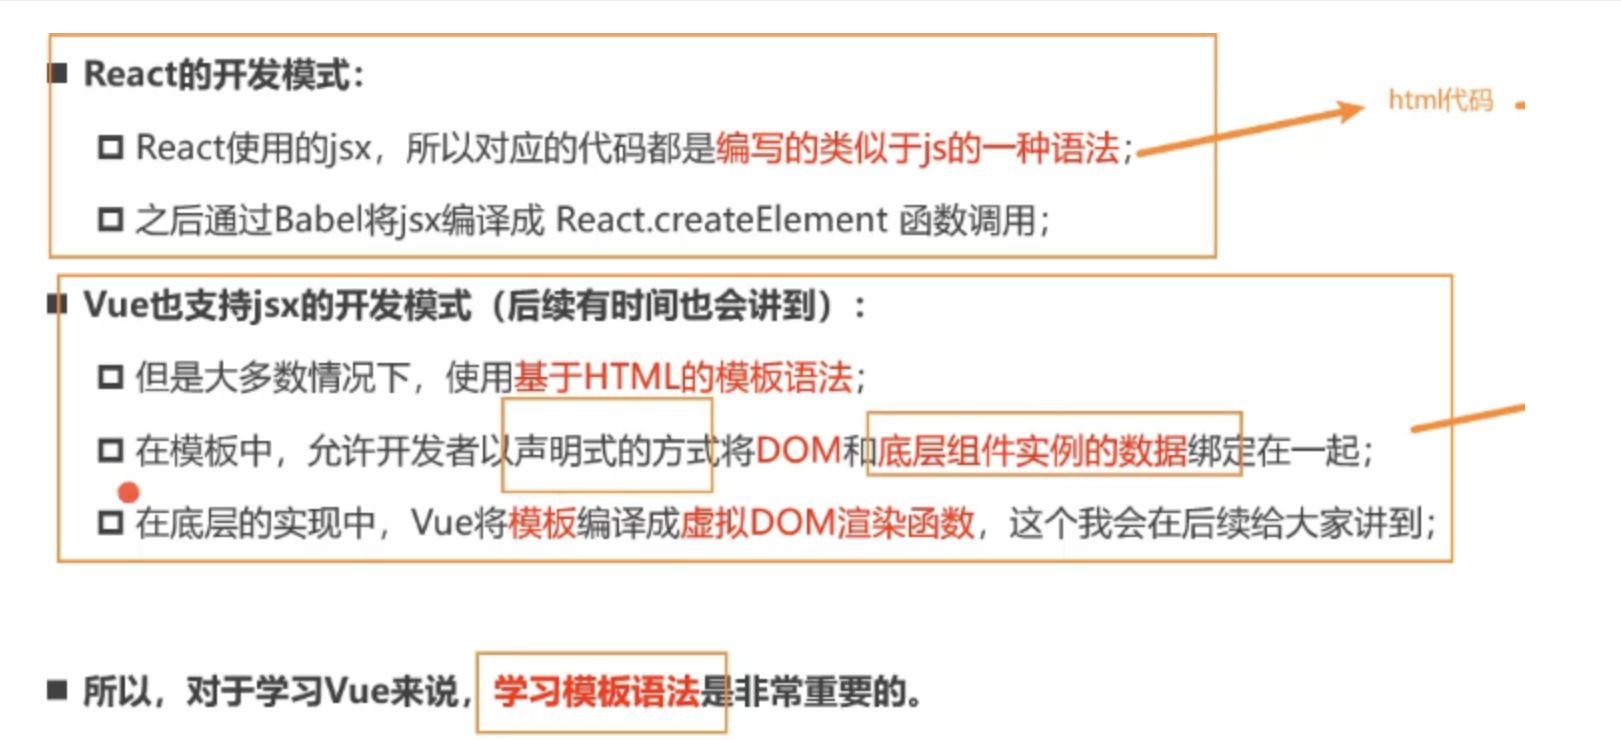 React的开发模式：
html代码
React使用的jsx，所以对应的代码都是编写的类似于js的一种语法；
之后通过Babel将jsx编译成 React.createElement 函数调用；
Vue也支持jsx的开发模式（后续有时间也会讲到）：
但是大多数情况下，使用基于HTML的模板语法；
在模板中，允许开发者以声明式的方式将DOM和底层组件实例的数据绑定在一起；
在底层的实现中，Vue将模板编译成虚拟DOM渲染函数，这个我会在后续给大家讲到；
所以，对于学习Vue来说，学习模板语法是非常重要的。